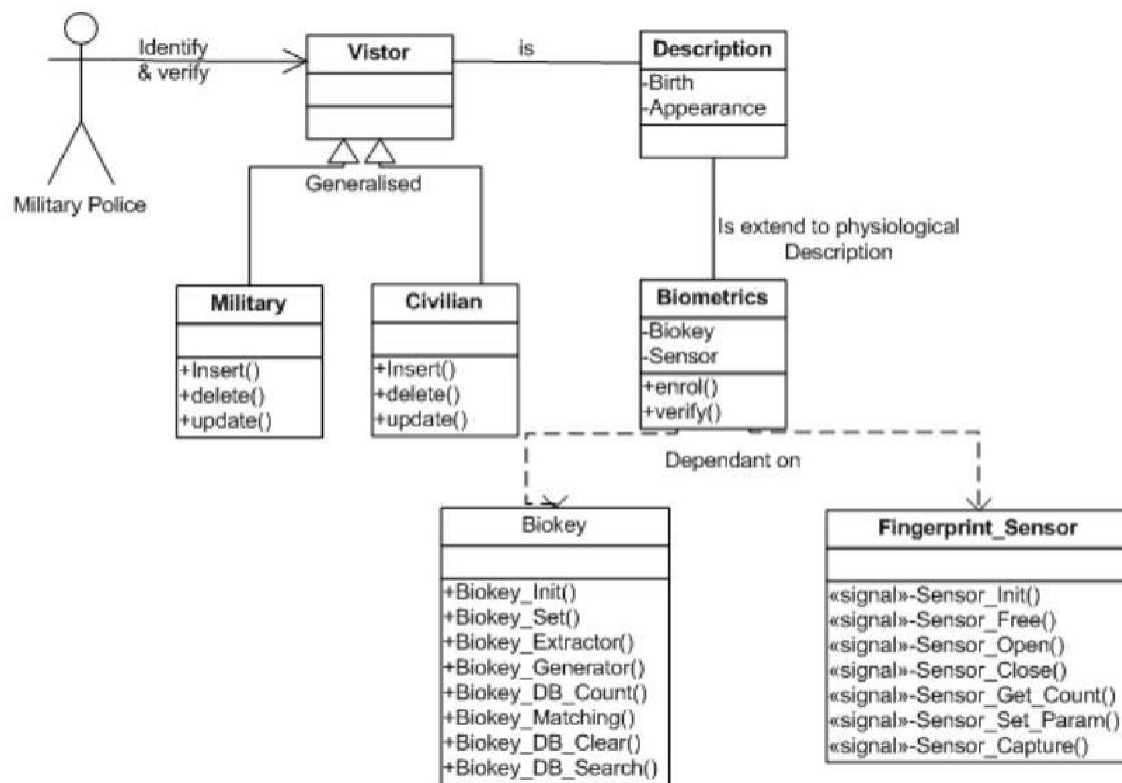 Identify
& verify
Vistor
is
Description
-Birth
-Appearance
Military Police
Generalised
Is extend to physiological
Description
Military
+Insert()
+delete()
+update()
Civilian
+Insert()
+delete()
+update()
Biometrics
-Biokey
-Sensor
+enrol()
+verify()
Dependant on
Biokey
+Biokey_Init()
+Biokey_Set()
+Biokey_Extractor()
+Biokey_Generator()
+Biokey_DB_Count()
+Biokey_Matching()
+Biokey_DB_Clear()
+Biokey_DB_Search()
Fingerprint_Sensor
«signal»-Sensor_Init()
«signal»-Sensor_Free()
«signal»-Sensor_Open()
«signal»-Sensor_Close()
«signal»-Sensor_Get_Count()
«signal»-Sensor_Set_Param()
«signal»-Sensor_Capture()